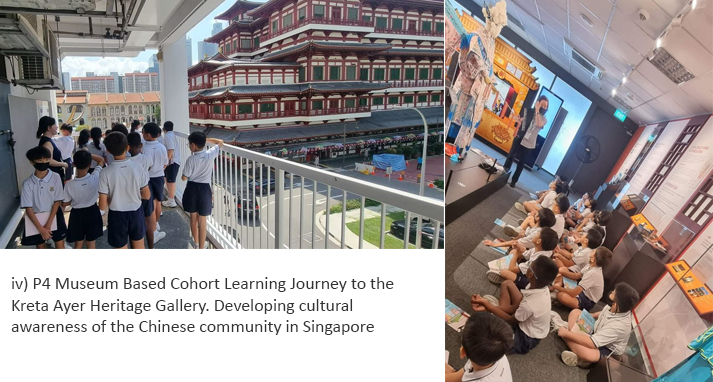 iv) P4 Museum Based Cohort Learning Journey to the
Kreta Ayer Heritage Gallery. Developing cultural
awareness of the Chinese community in Singapore